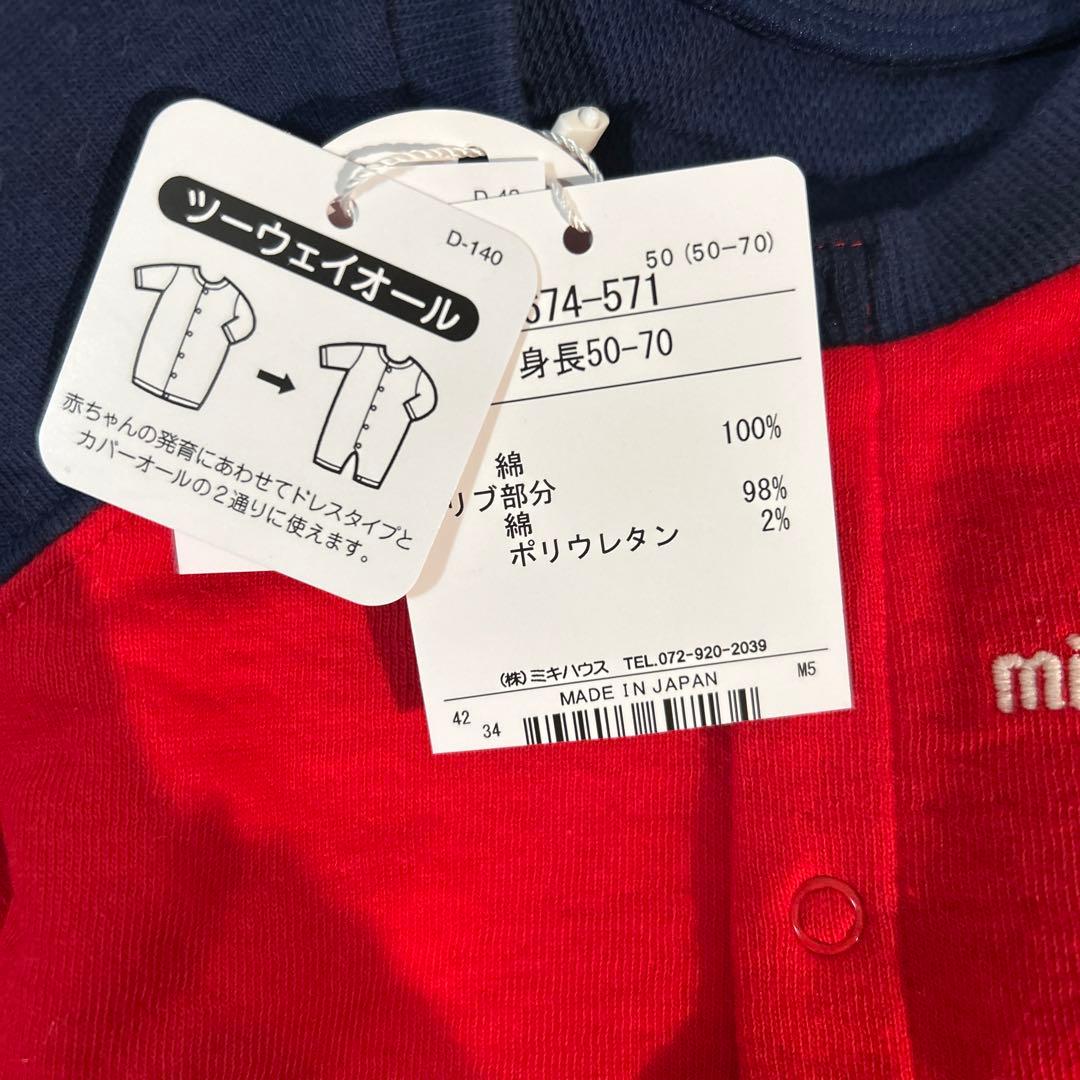 ツーウェイオール
D-140
赤ちゃんの発育にあわせてドレスタイプと
カバーオールの2通りに使えます。
50 (50-70)
674-571
身長50-70
綿 100%
リブ部分
綿 98%
ポリウレタン 2%
(株)ミキハウス TEL.072-920-2039
MADE IN JAPAN M5
42 34
mi